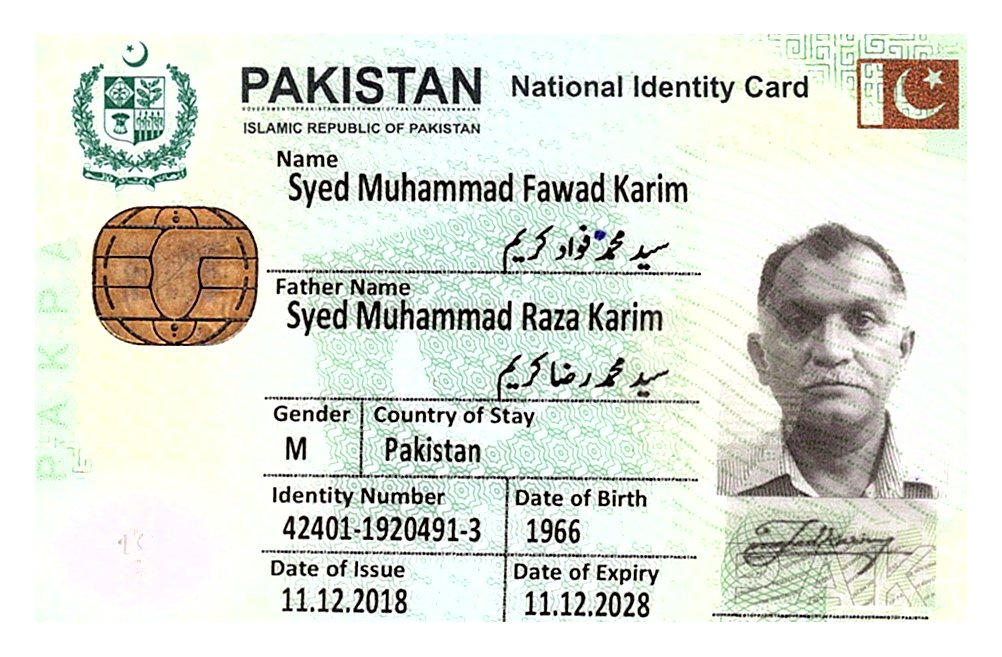 PAKISTAN National Identity Card
ISLAMIC REPUBLIC OF PAKISTAN
Name
Syed Muhammad Fawad Karim
سید محمد فواد کریم
Father Name
Syed Muhammad Raza Karim
سید محمد رضا کریم
Gender Country of Stay
M Pakistan
Identity Number Date of Birth
42401-1920491-3 1966
Date of Issue Date of Expiry
11.12.2018 11.12.2028